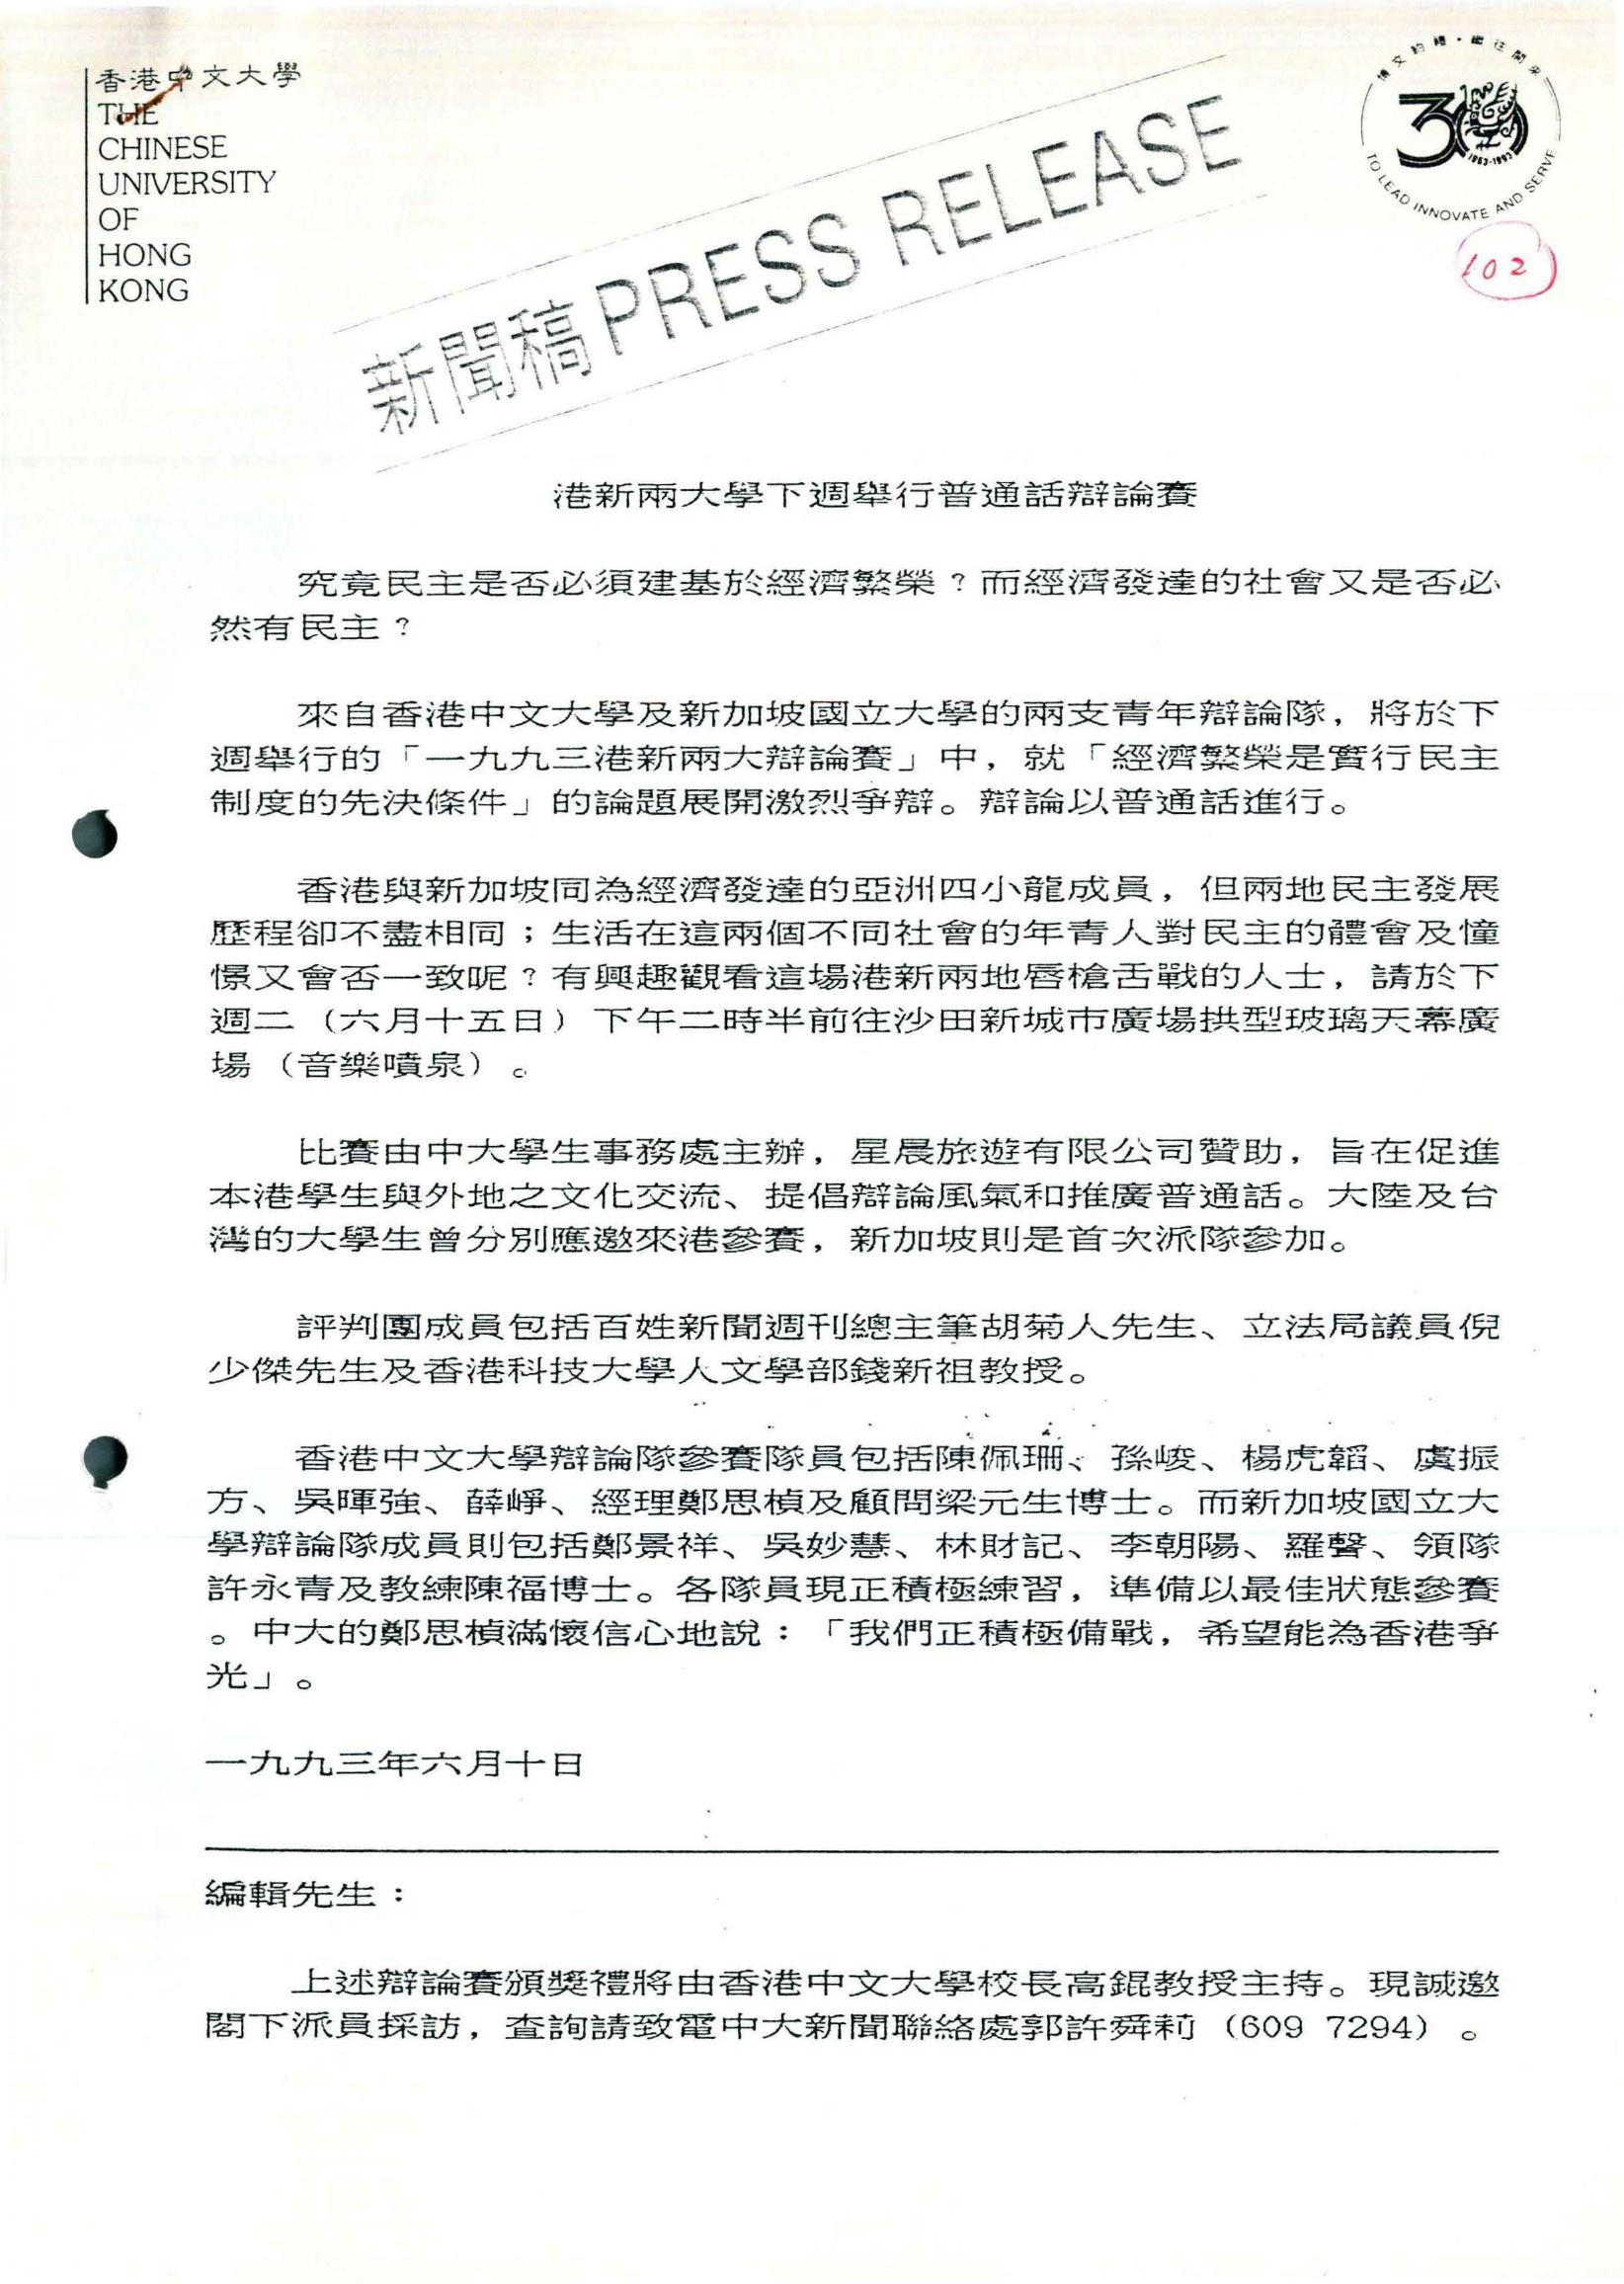 香港中文大學
THE
CHINESE
UNIVERSITY
OF
HONG
KONG
博文約禮・繼往開來
30
1963-1993
TO LEAD INNOVATE AND SERVE
102
新聞稿 PRESS RELEASE
港新兩大學下週舉行普通話辯論賽
究竟民主是否必須建基於經濟繁榮？而經濟發達的社會又是否必
然有民主？
來自香港中文大學及新加坡國立大學的兩支青年辯論隊，將於下
週舉行的「一九九三港新兩大辯論賽」中，就「經濟繁榮是實行民主
制度的先決條件」的論題展開激烈爭辯。辯論以普通話進行。
香港與新加坡同為經濟發達的亞洲四小龍成員，但兩地民主發展
歷程卻不盡相同；生活在這兩個不同社會的年青人對民主的體會及憧
憬又會否一致呢？有興趣觀看這場港新兩地唇槍舌戰的人士，請於下
週二（六月十五日）下午二時半前往沙田新城市廣場拱型玻璃天幕廣
場（音樂噴泉）。
比賽由中大學生事務處主辦，星晨旅遊有限公司贊助，旨在促進
本港學生與外地之文化交流、提倡辯論風氣和推廣普通話。大陸及台
灣的大學生曾分別應邀來港參賽，新加坡則是首次派隊參加。
評判團成員包括百姓新聞週刊總主筆胡菊人先生、立法局議員倪
少傑先生及香港科技大學人文學部錢新祖教授。
香港中文大學辯論隊參賽隊員包括陳佩珊、孫峻、楊虎韜、虞振
方、吳暉強、薛崢、經理鄭思楨及顧問梁元生博士。而新加坡國立大
學辯論隊成員則包括鄭景祥、吳妙慧、林財記、李朝陽、羅聲、領隊
許永青及教練陳福博士。各隊員現正積極練習，準備以最佳狀態參賽
。中大的鄭思楨滿懷信心地說：「我們正積極備戰，希望能為香港爭
光」。
一九九三年六月十日
編輯先生：
上述辯論賽頒獎禮將由香港中文大學校長高錕教授主持。現誠邀
閣下派員採訪，查詢請致電中大新聞聯絡處郭許舜莉（609 7294）。